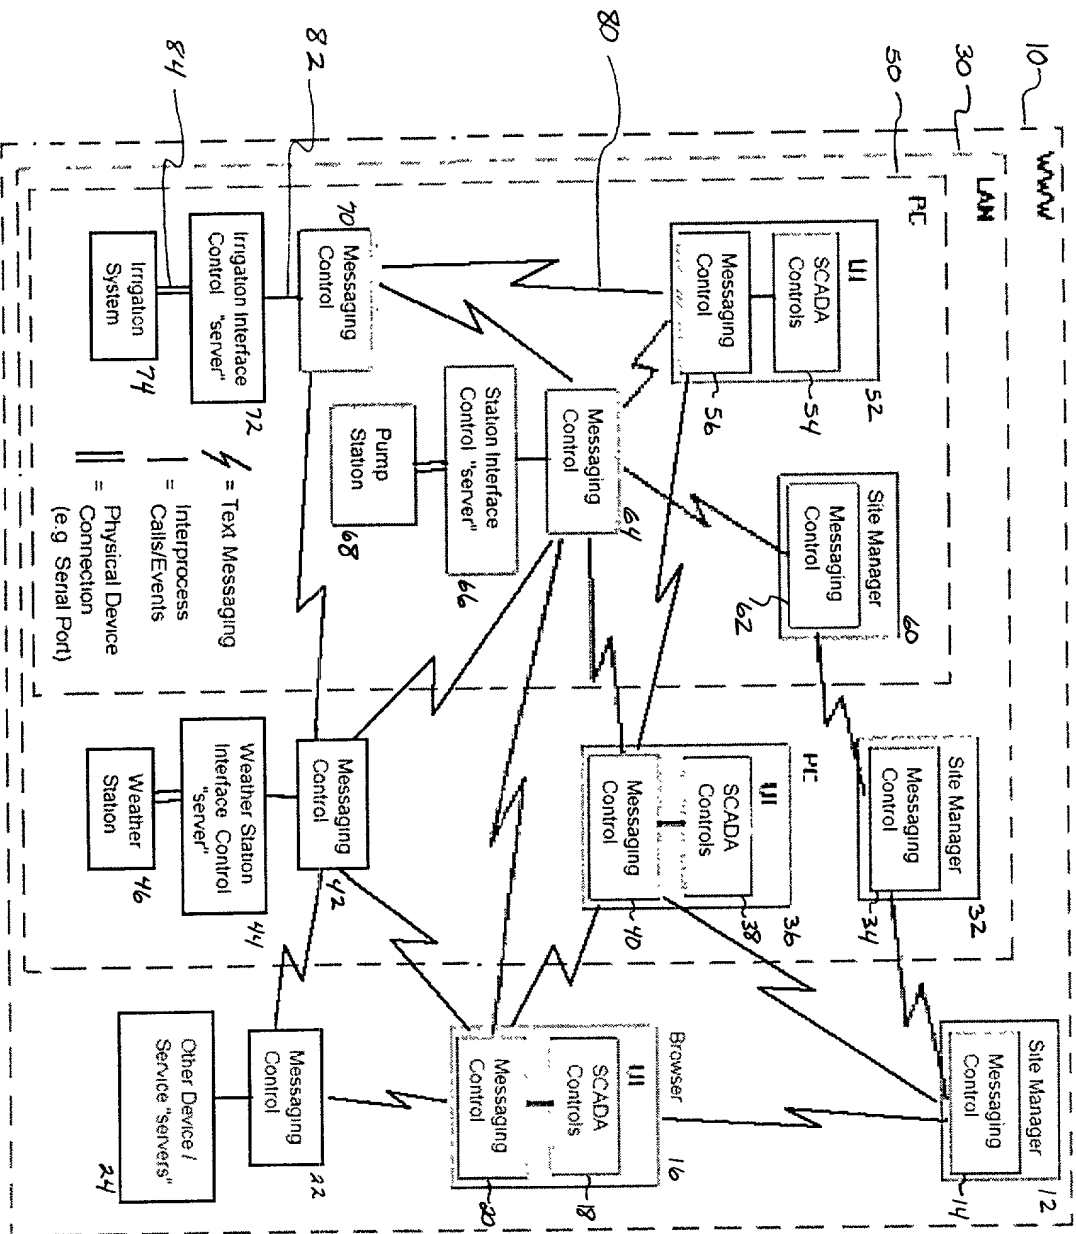 10
WWW
30
LAN
50
PC
Site Manager
12
Messaging
Control
14
Site Manager
32
Messaging
Control
34
Site Manager
60
Messaging
Control
62
UI
52
SCADA
Controls
54
Messaging
Control
56
PC
UI
36
SCADA
Controls
38
Messaging
Control
40
Browser
16
UI
SCADA
Controls
18
Messaging
Control
20
80
Messaging
Control
64
Station Interface
Control "server"
66
Pump
Station
68
82
70
Messaging
Control
Irrigation Interface
Control "server"
72
84
Irrigation
System
74
Messaging
Control
42
Weather Station
Interface Control
"server"
44
Weather
Station
46
Messaging
Control
22
Other Device /
Service "servers"
24
= Text Messaging
= Interprocess
Calls/Events
= Physical Device
Connection
(e.g Serial Port)